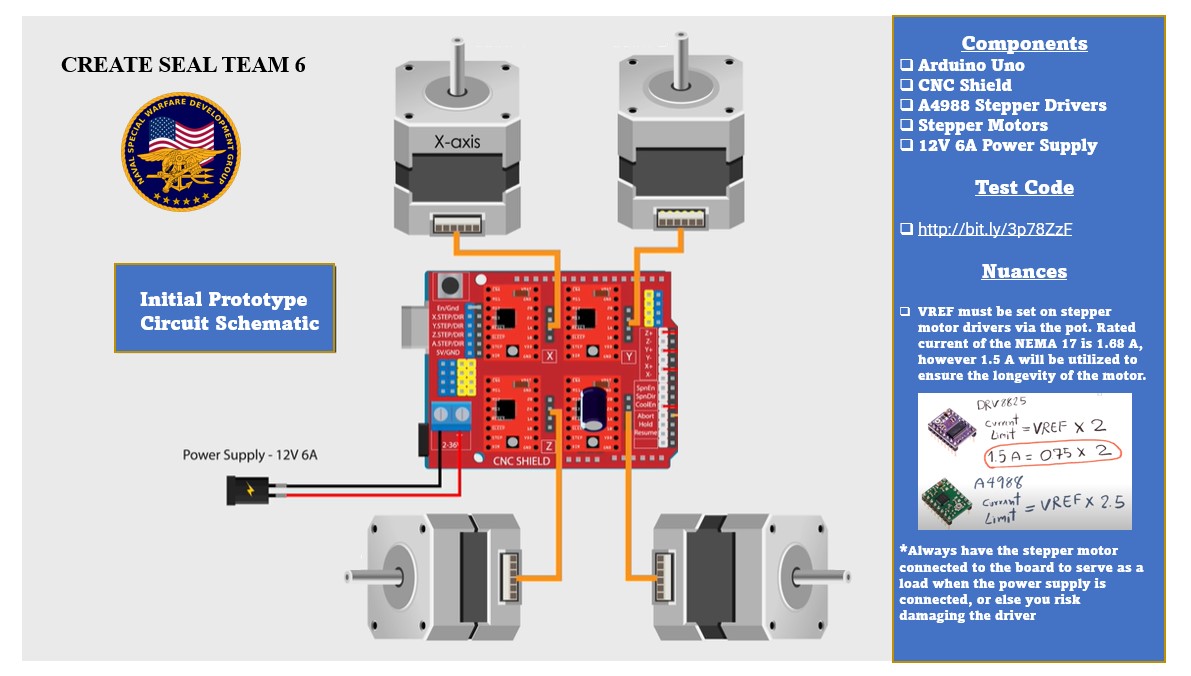 CREATE SEAL TEAM 6
NAVAL SPECIAL WARFARE DEVELOPMENT GROUP
Initial Prototype
Circuit Schematic
X-axis
En/Gnd
X.STEP/DIR
Y.STEP/DIR
Z.STEP/DIR
A.STEP/DIR
5V/GND
X
Y
Z
Z+
Z-
Y+
Y-
X+
X-
SpnEn
SpnDir
CoolEn
Abort
Hold
Resume
CNC SHIELD
Power Supply - 12V 6A
Components
❑ Arduino Uno
❑ CNC Shield
❑ A4988 Stepper Drivers
❑ Stepper Motors
❑ 12V 6A Power Supply
Test Code
❑ http://bit.ly/3p78ZzF
Nuances
❑ VREF must be set on stepper
motor drivers via the pot. Rated
current of the NEMA 17 is 1.68 A,
however 1.5 A will be utilized to
ensure the longevity of the motor.
DRV8825
Current
Limit = VREF X 2
1.5 A = 075 X 2
A4988
Current
Limit = VREF X 2.5
*Always have the stepper motor
connected to the board to serve as a
load when the power supply is
connected, or else you risk
damaging the driver